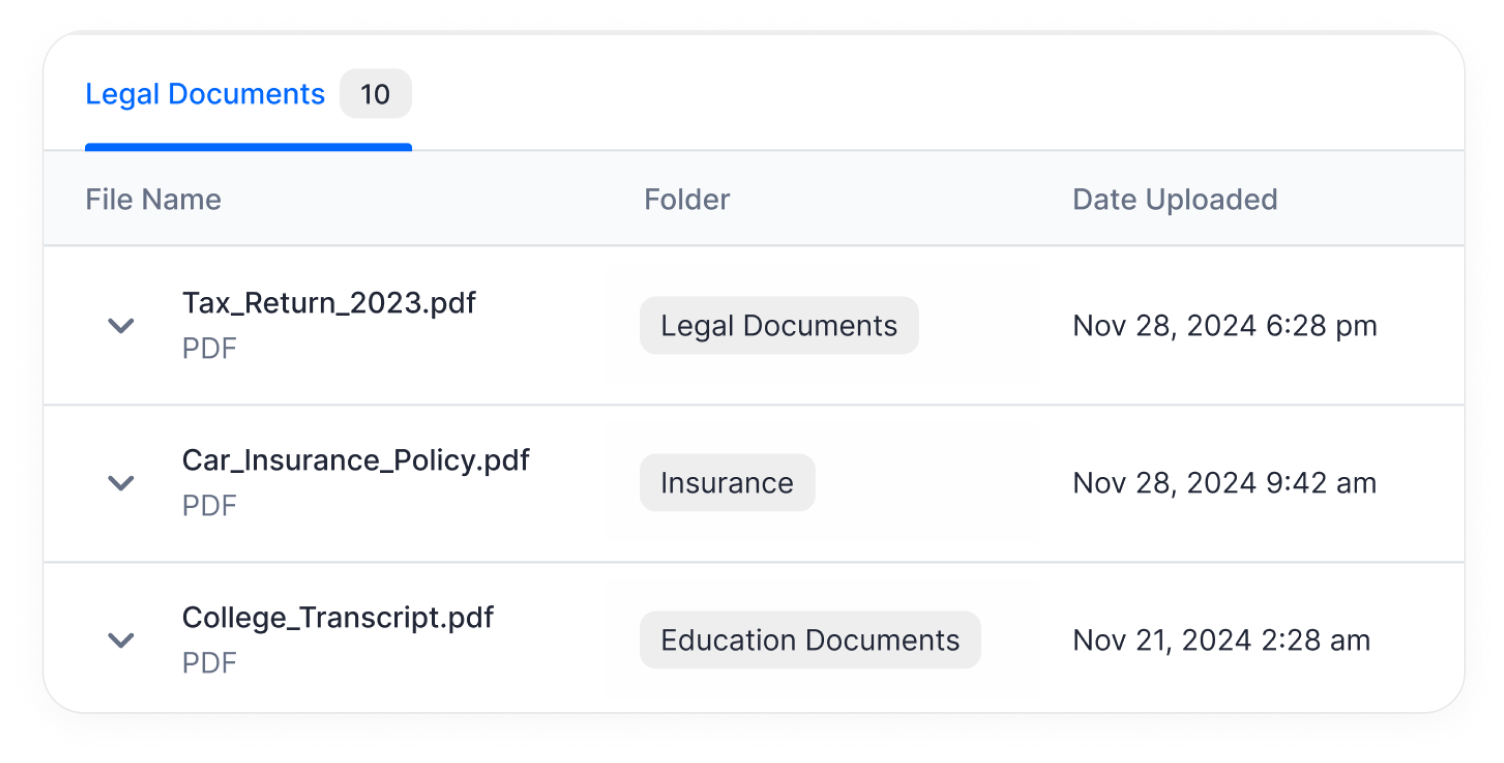 Legal Documents 10
File Name Folder Date Uploaded
Tax_Return_2023.pdf
PDF
Legal Documents
Nov 28, 2024 6:28 pm
Car_Insurance_Policy.pdf
PDF
Insurance
Nov 28, 2024 9:42 am
College_Transcript.pdf
PDF
Education Documents
Nov 21, 2024 2:28 am